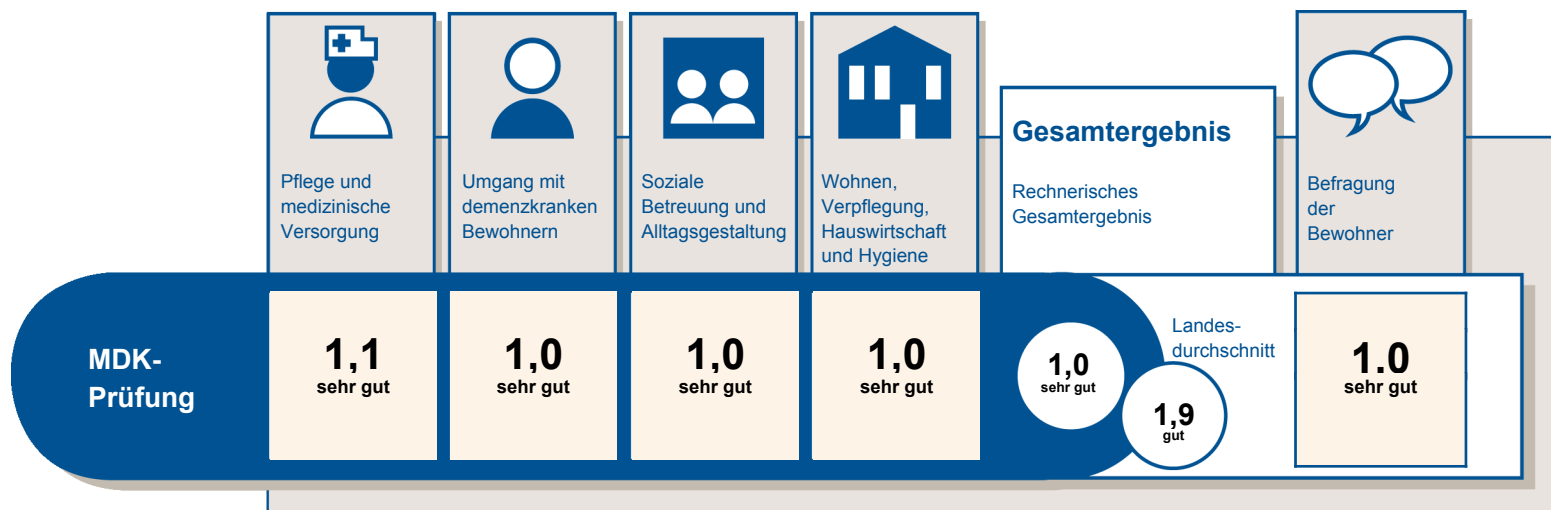 Pflege und
medizinische
Versorgung
Umgang mit
demenzkranken
Bewohnern
Soziale
Betreuung und
Alltagsgestaltung
Wohnen,
Verpflegung,
Hauswirtschaft
und Hygiene
Gesamtergebnis
Rechnerisches
Gesamtergebnis
Befragung
der
Bewohner
MDK-
Prüfung
1,1
sehr gut
1,0
sehr gut
1,0
sehr gut
1,0
sehr gut
1,0
sehr gut
Landes-
durchschnitt
1,9
gut
1.0
sehr gut